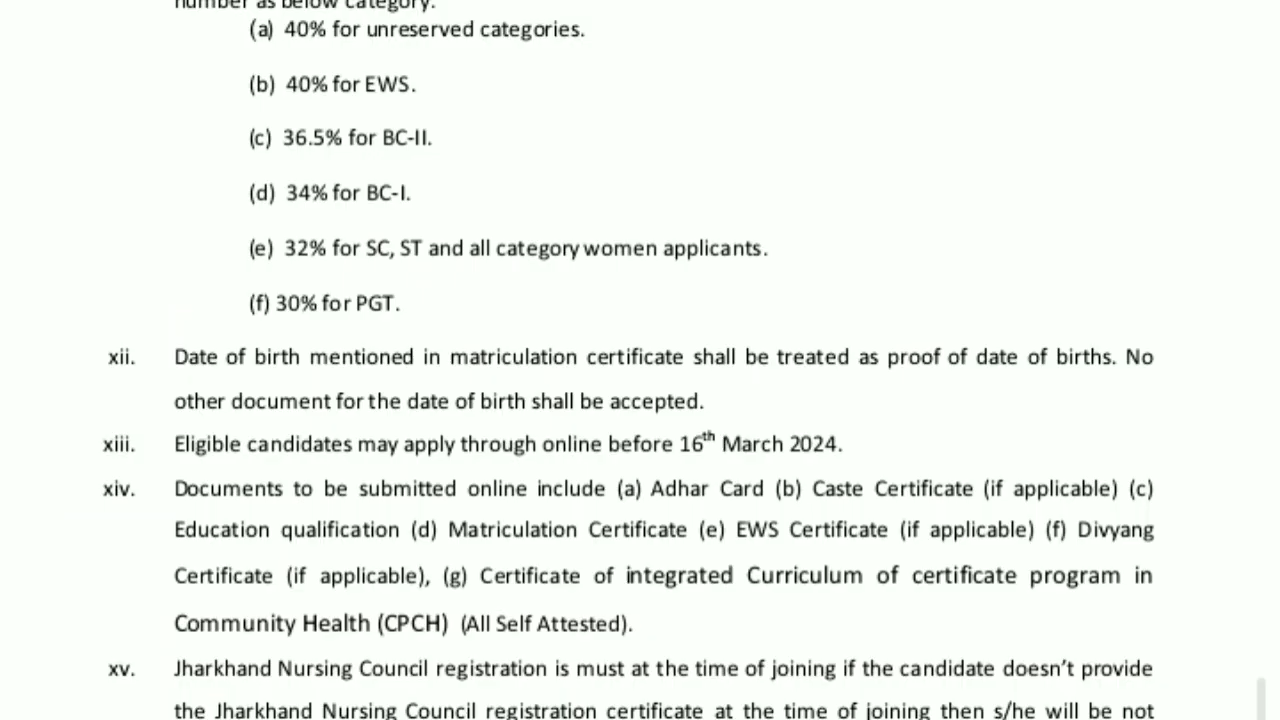 number as below category:
(a) 40% for unreserved categories.
(b) 40% for EWS.
(c) 36.5% for BC-II.
(d) 34% for BC-I.
(e) 32% for SC, ST and all category women applicants.
(f) 30% for PGT.
xii. Date of birth mentioned in matriculation certificate shall be treated as proof of date of births. No
other document for the date of birth shall be accepted.
xiii. Eligible candidates may apply through online before 16th March 2024.
xiv. Documents to be submitted online include (a) Adhar Card (b) Caste Certificate (if applicable) (c)
Education qualification (d) Matriculation Certificate (e) EWS Certificate (if applicable) (f) Divyang
Certificate (if applicable), (g) Certificate of integrated Curriculum of certificate program in
Community Health (CPCH) (All Self Attested).
xv. Jharkhand Nursing Council registration is must at the time of joining if the candidate doesn't provide
the Jharkhand Nursing Council registration certificate at the time of joining then s/he will be not